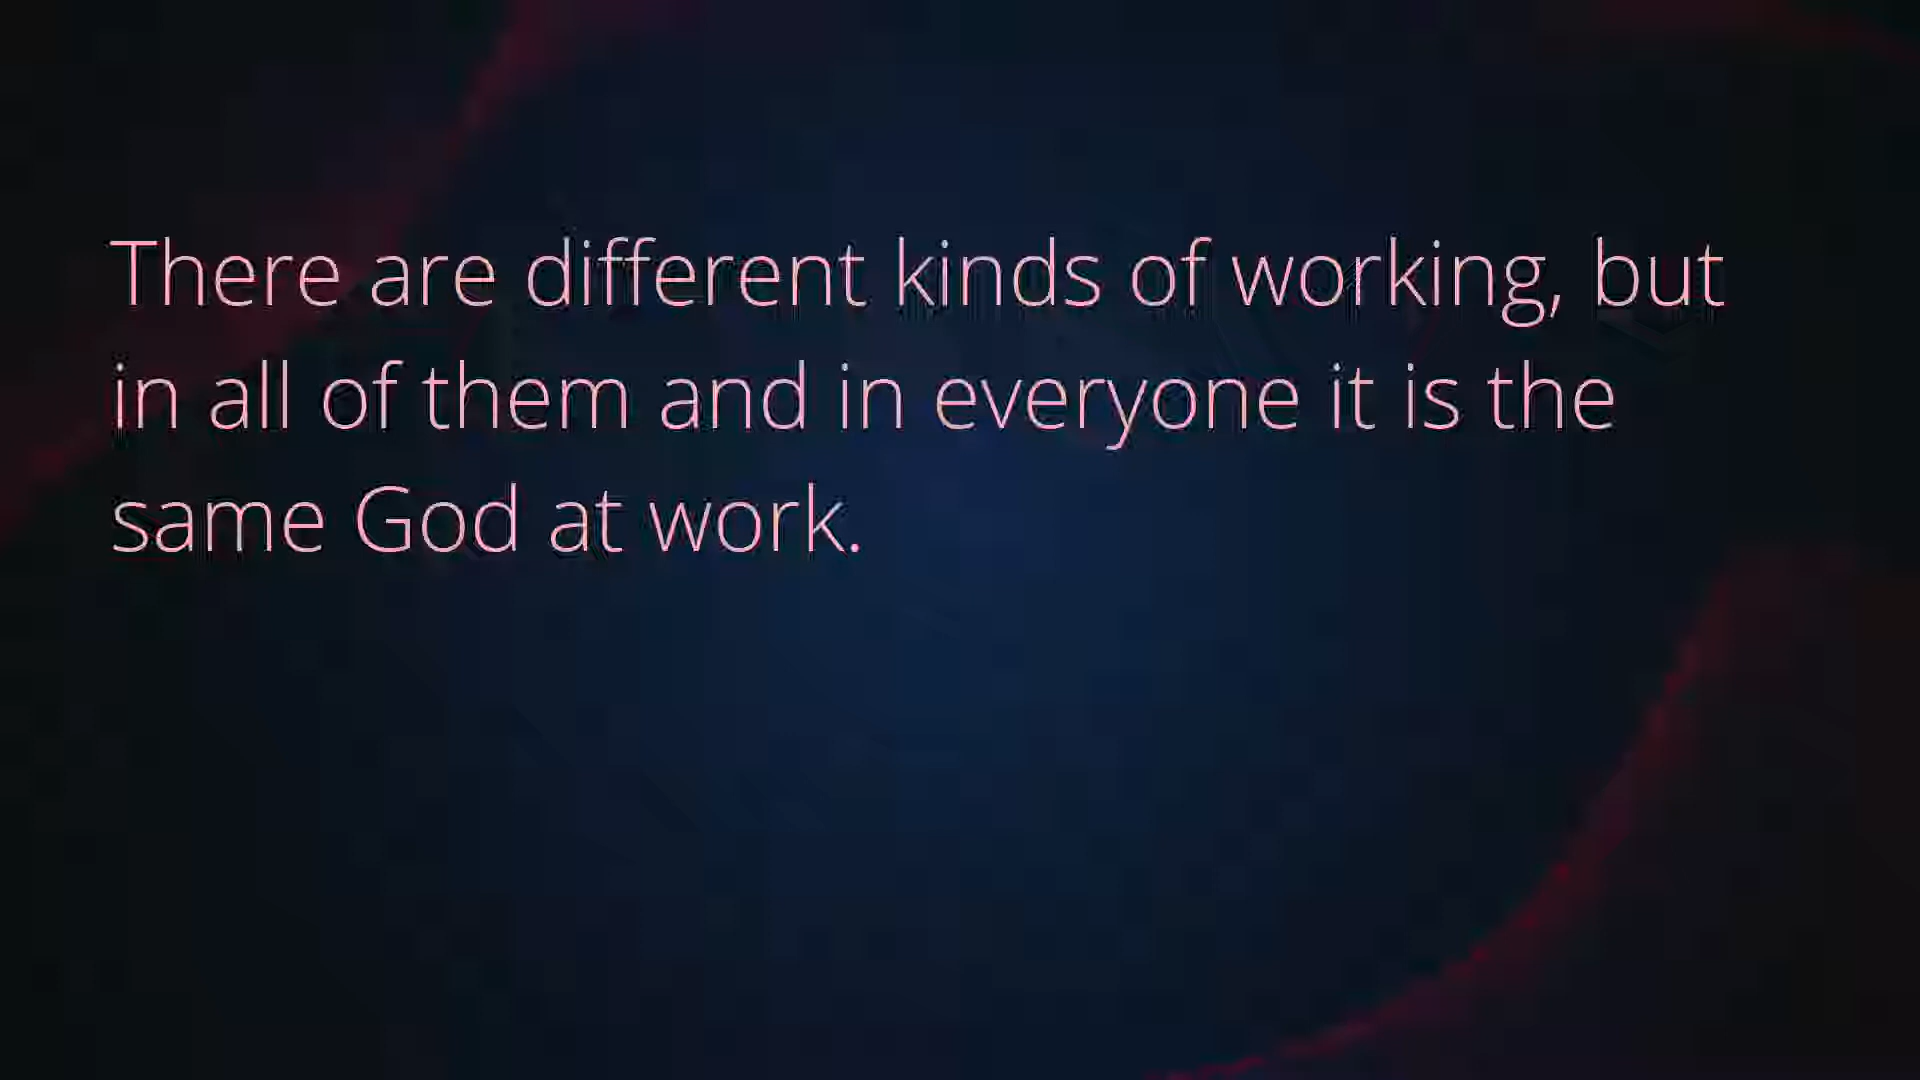 There are different kinds of working, but
in all of them and in everyone it is the
same God at work.